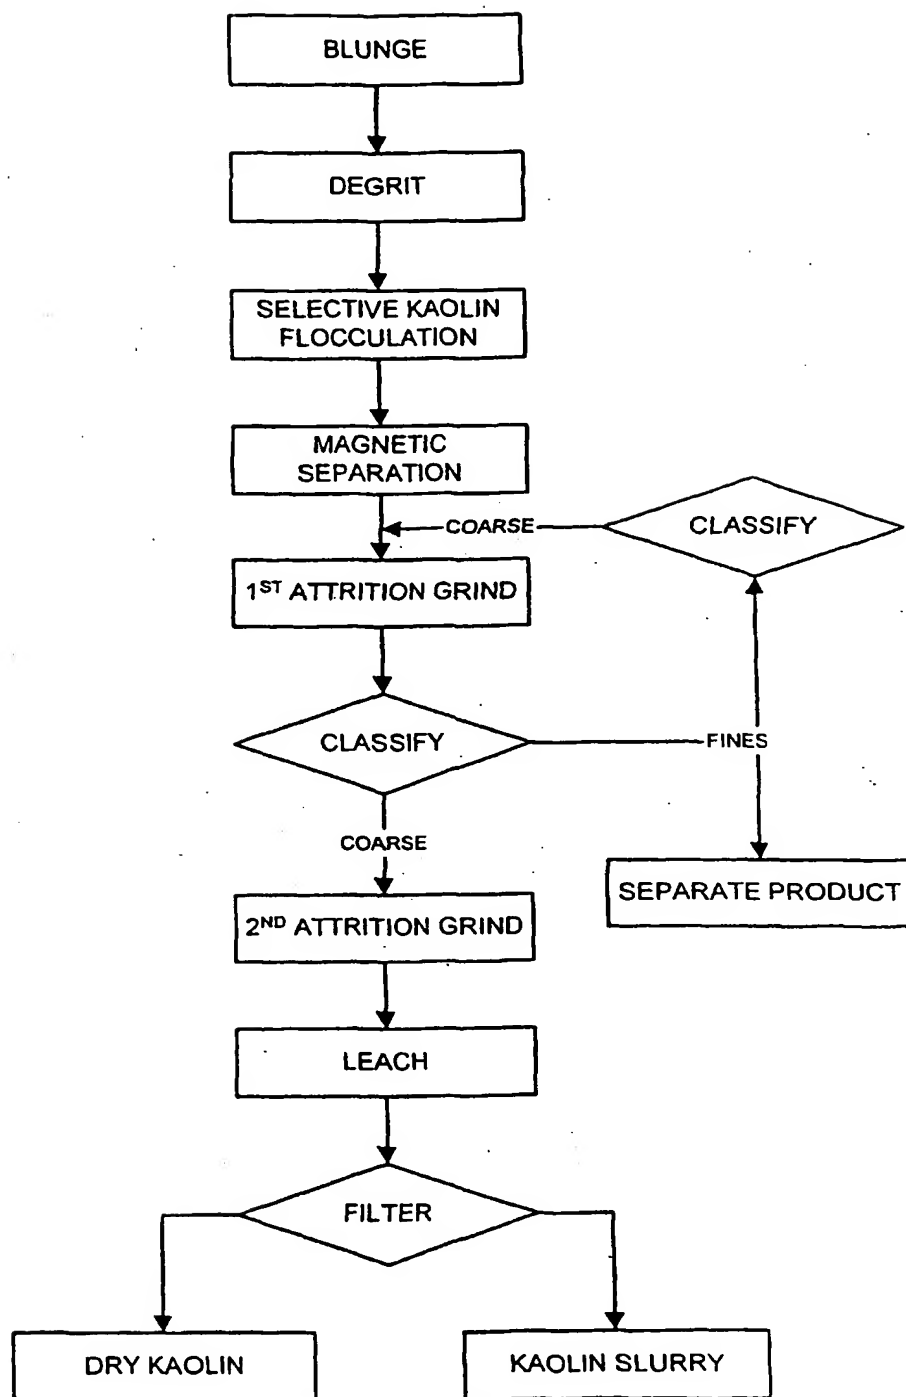 BLUNGE
DEGRIT
SELECTIVE KAOLIN
FLOCCULATION
MAGNETIC
SEPARATION
COARSE
CLASSIFY
1ST ATTRITION GRIND
CLASSIFY
FINES
COARSE
SEPARATE PRODUCT
2ND ATTRITION GRIND
LEACH
FILTER
DRY KAOLIN
KAOLIN SLURRY